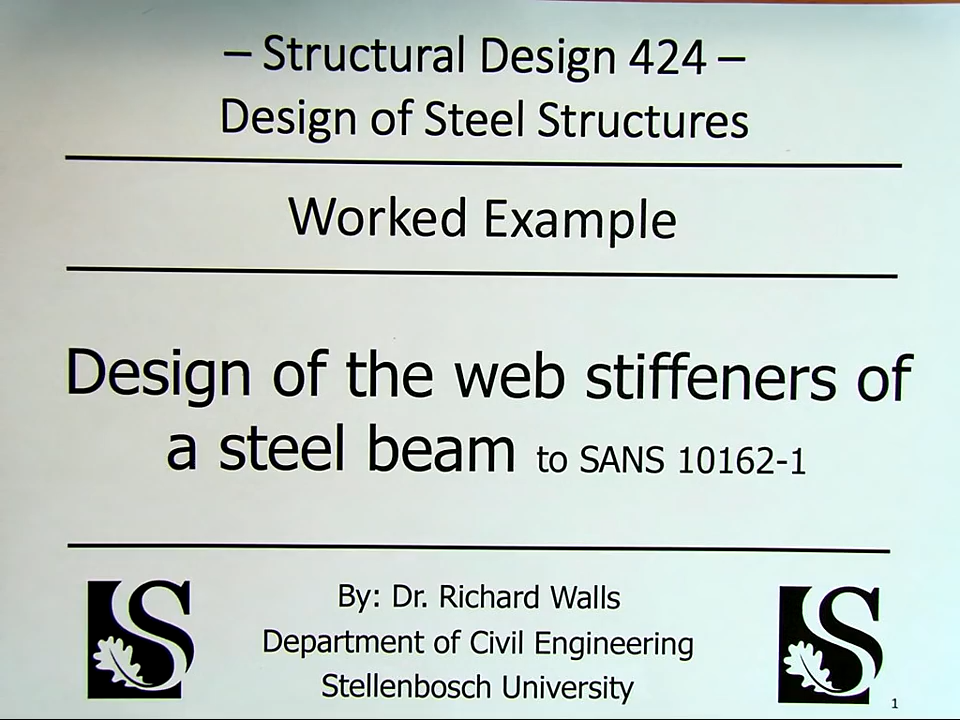 – Structural Design 424 –
Design of Steel Structures
Worked Example
Design of the web stiffeners of
a steel beam to SANS 10162-1
By: Dr. Richard Walls
Department of Civil Engineering
Stellenbosch University
S
S
1